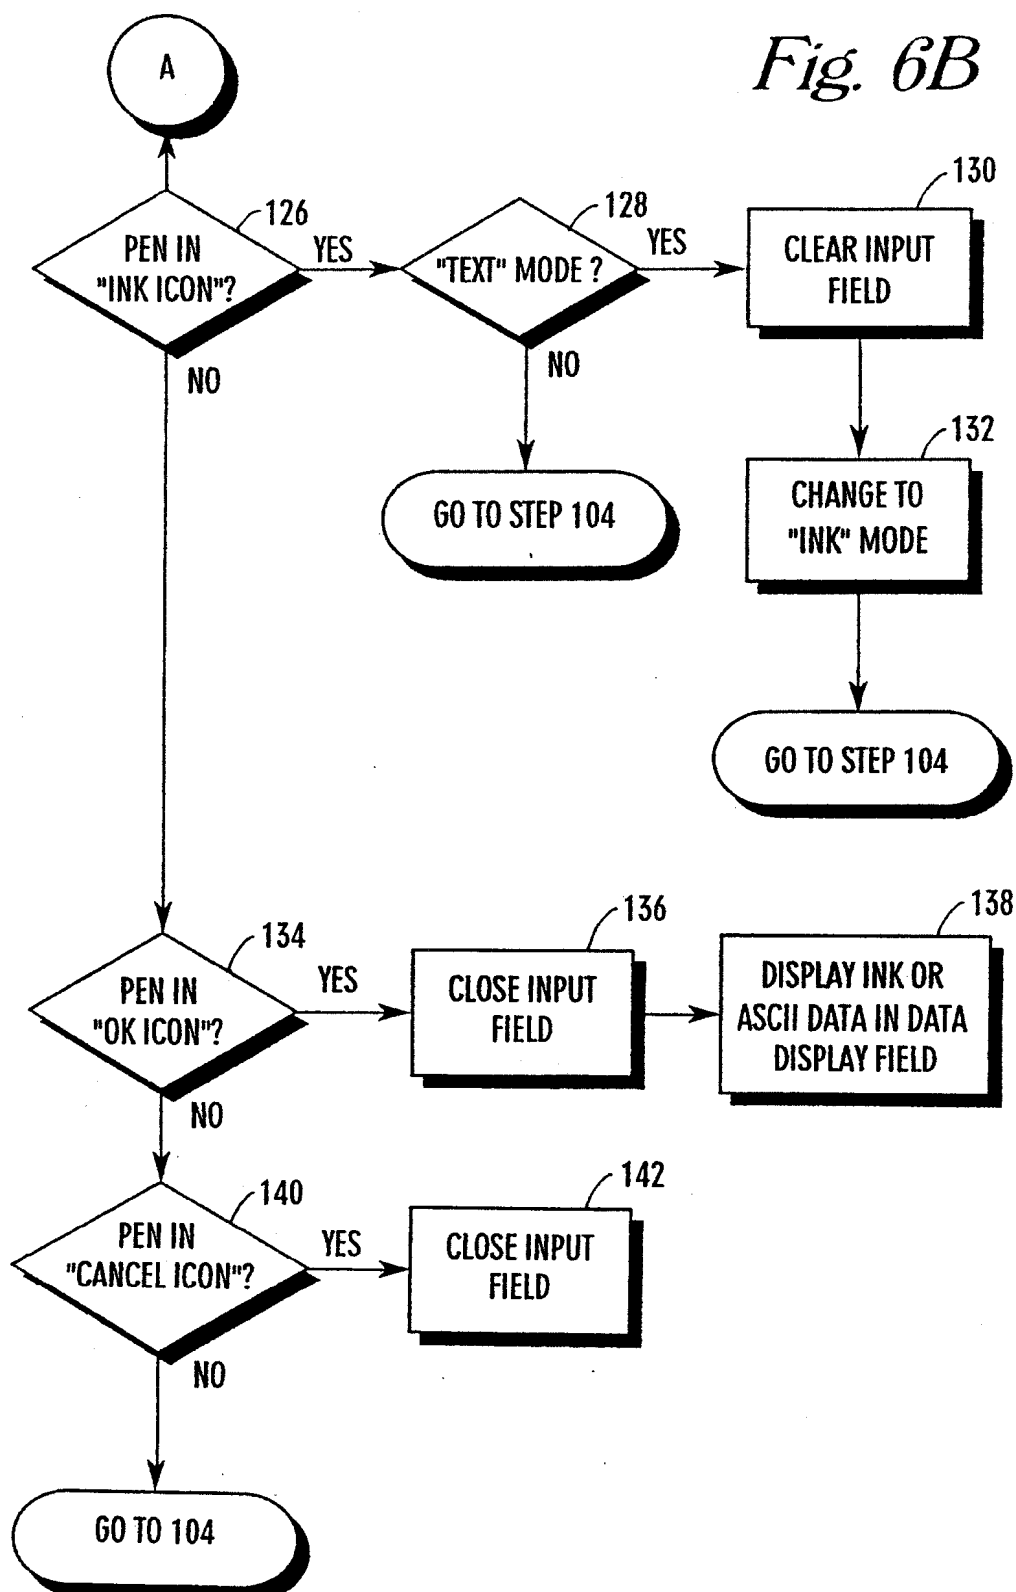 Fig. 6B
A
126
PEN IN
"INK ICON"?
YES
NO
128
"TEXT" MODE ?
YES
NO
130
CLEAR INPUT
FIELD
GO TO STEP 104
132
CHANGE TO
"INK" MODE
GO TO STEP 104
134
PEN IN
"OK ICON"?
YES
NO
136
CLOSE INPUT
FIELD
138
DISPLAY INK OR
ASCII DATA IN DATA
DISPLAY FIELD
140
PEN IN
"CANCEL ICON"?
YES
NO
142
CLOSE INPUT
FIELD
GO TO 104